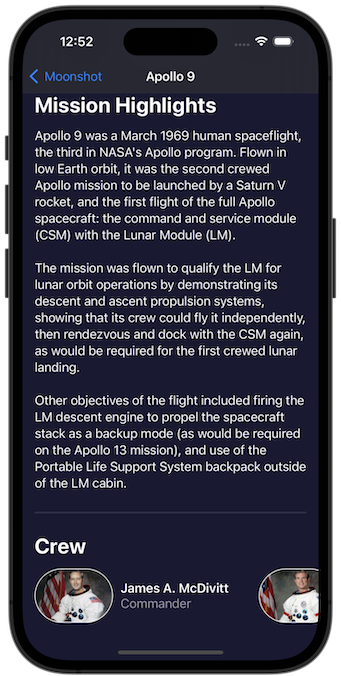 12:52
Moonshot
Apollo 9
Mission Highlights
Apollo 9 was a March 1969 human spaceflight,
the third in NASA's Apollo program. Flown in
low Earth orbit, it was the second crewed
Apollo mission to be launched by a Saturn V
rocket, and the first flight of the full Apollo
spacecraft: the command and service module
(CSM) with the Lunar Module (LM).
The mission was flown to qualify the LM for
lunar orbit operations by demonstrating its
descent and ascent propulsion systems,
showing that its crew could fly it independently,
then rendezvous and dock with the CSM again,
as would be required for the first crewed lunar
landing.
Other objectives of the flight included firing the
LM descent engine to propel the spacecraft
stack as a backup mode (as would be required
on the Apollo 13 mission), and use of the
Portable Life Support System backpack outside
of the LM cabin.
Crew
James A. McDivitt
Commander